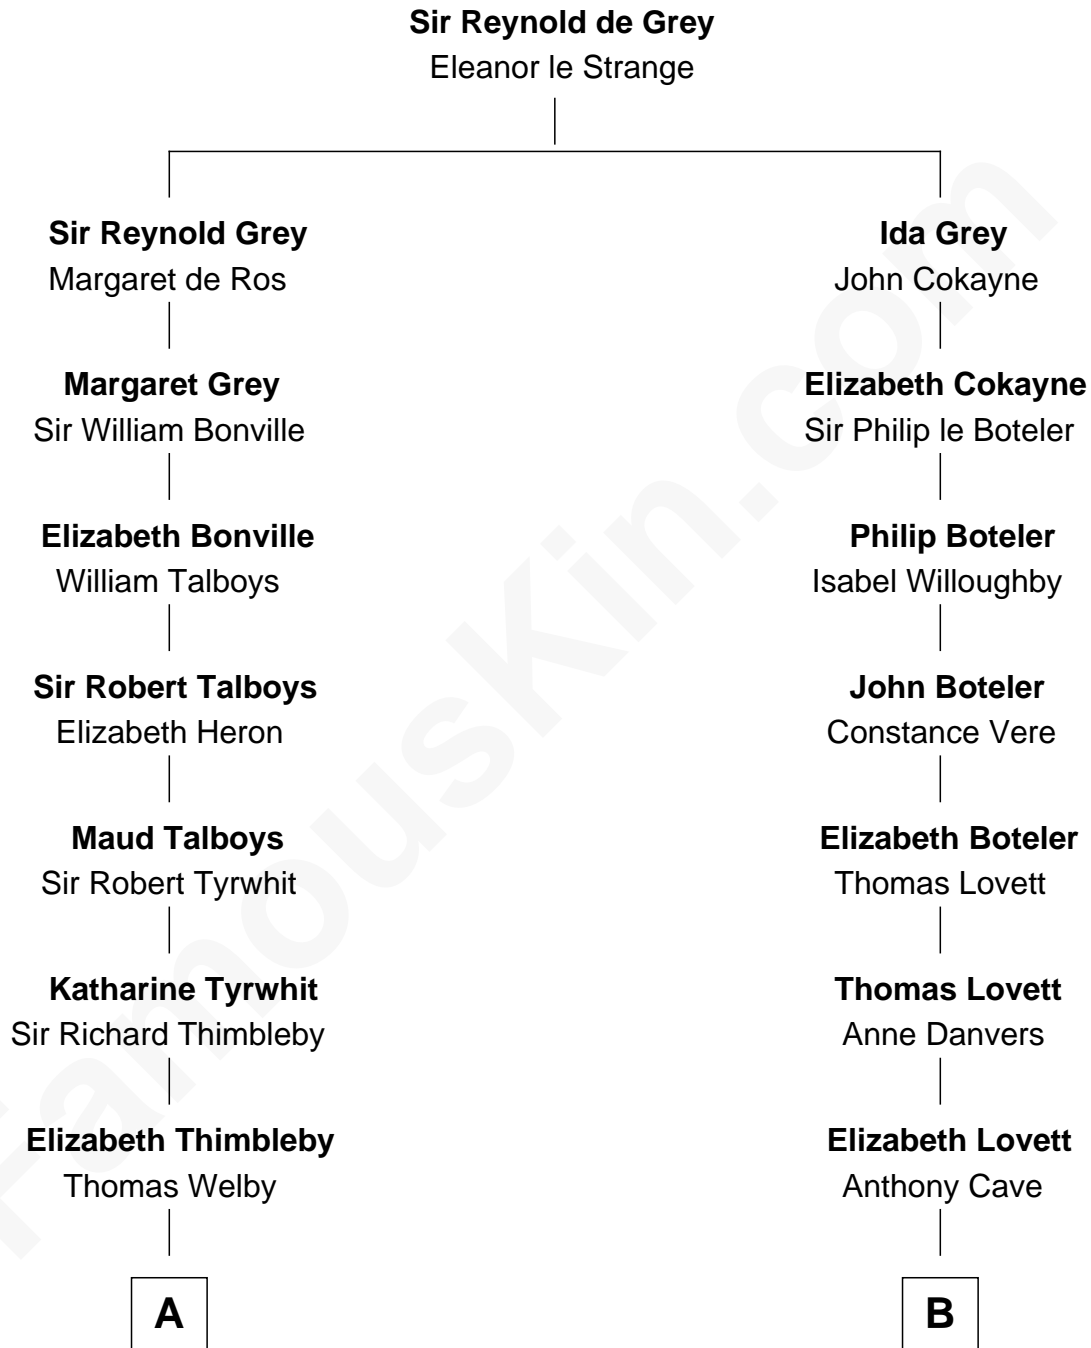 Sir Reynold de Grey
Eleanor le Strange
Sir Reynold Grey
Margaret de Ros
Ida Grey
John Cokayne
Margaret Grey
Sir William Bonville
Elizabeth Cokayne
Sir Philip le Boteler
Elizabeth Bonville
William Talboys
Philip Boteler
Isabel Willoughby
Sir Robert Talboys
Elizabeth Heron
John Boteler
Constance Vere
Maud Talboys
Sir Robert Tyrwhit
Elizabeth Boteler
Thomas Lovett
Katharine Tyrwhit
Sir Richard Thimbleby
Thomas Lovett
Anne Danvers
Elizabeth Thimbleby
Thomas Welby
Elizabeth Lovett
Anthony Cave
A
B
FamousKin.com